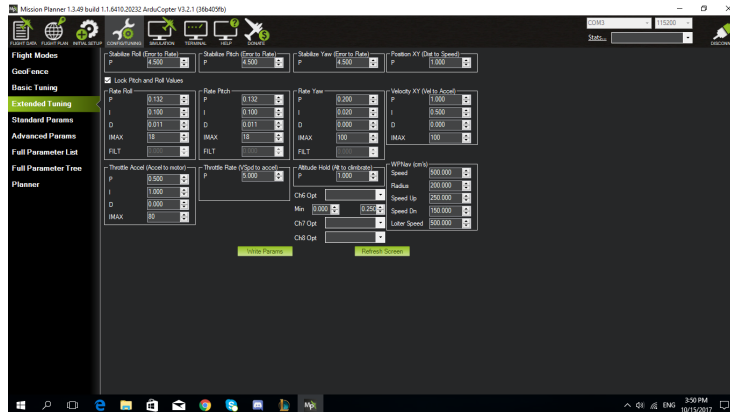 Mission Planner 1.3.49 build 1.1.6410.20232 ArduCopter V3.2.1 (36b405fb)
FLIGHT DATA FLIGHT PLAN INITIAL SETUP CONFIG/TUNING SIMULATION TERMINAL HELP DONATE
COM3 115200
Stats...
DISCONN
Flight Modes
GeoFence
Basic Tuning
Extended Tuning
Standard Params
Advanced Params
Full Parameter List
Full Parameter Tree
Planner
Stabilize Roll (Error to Rate)
P 4.500
Stabilize Pitch (Error to Rate)
P 4.500
Stabilize Yaw (Error to Rate)
P 4.500
Position XY (Dist to Speed)
P 1.000
Lock Pitch and Roll Values
Rate Roll
P 0.132
I 0.100
D 0.011
IMAX 18
FILT 0.000
Rate Pitch
P 0.132
I 0.100
D 0.011
IMAX 18
FILT 0.000
Rate Yaw
P 0.200
I 0.020
D 0.000
IMAX 100
FILT 0.000
Velocity XY (Vel to Accel)
P 1.000
I 0.500
D 0.000
IMAX 100
Throttle Accel (Accel to motor)
P 0.500
I 1.000
D 0.000
IMAX 80
Throttle Rate (VSpd to accel)
P 5.000
Altitude Hold (Alt to climbrate)
P 1.000
Ch6 Opt
Min 0.000 0.250
Ch7 Opt
Ch8 Opt
WPNav (cm/s)
Speed 500.000
Radius 200.000
Speed Up 250.000
Speed Dn 150.000
Loiter Speed 500.000
Write Params
Refresh Screen
ENG
3:50 PM
10/15/2017